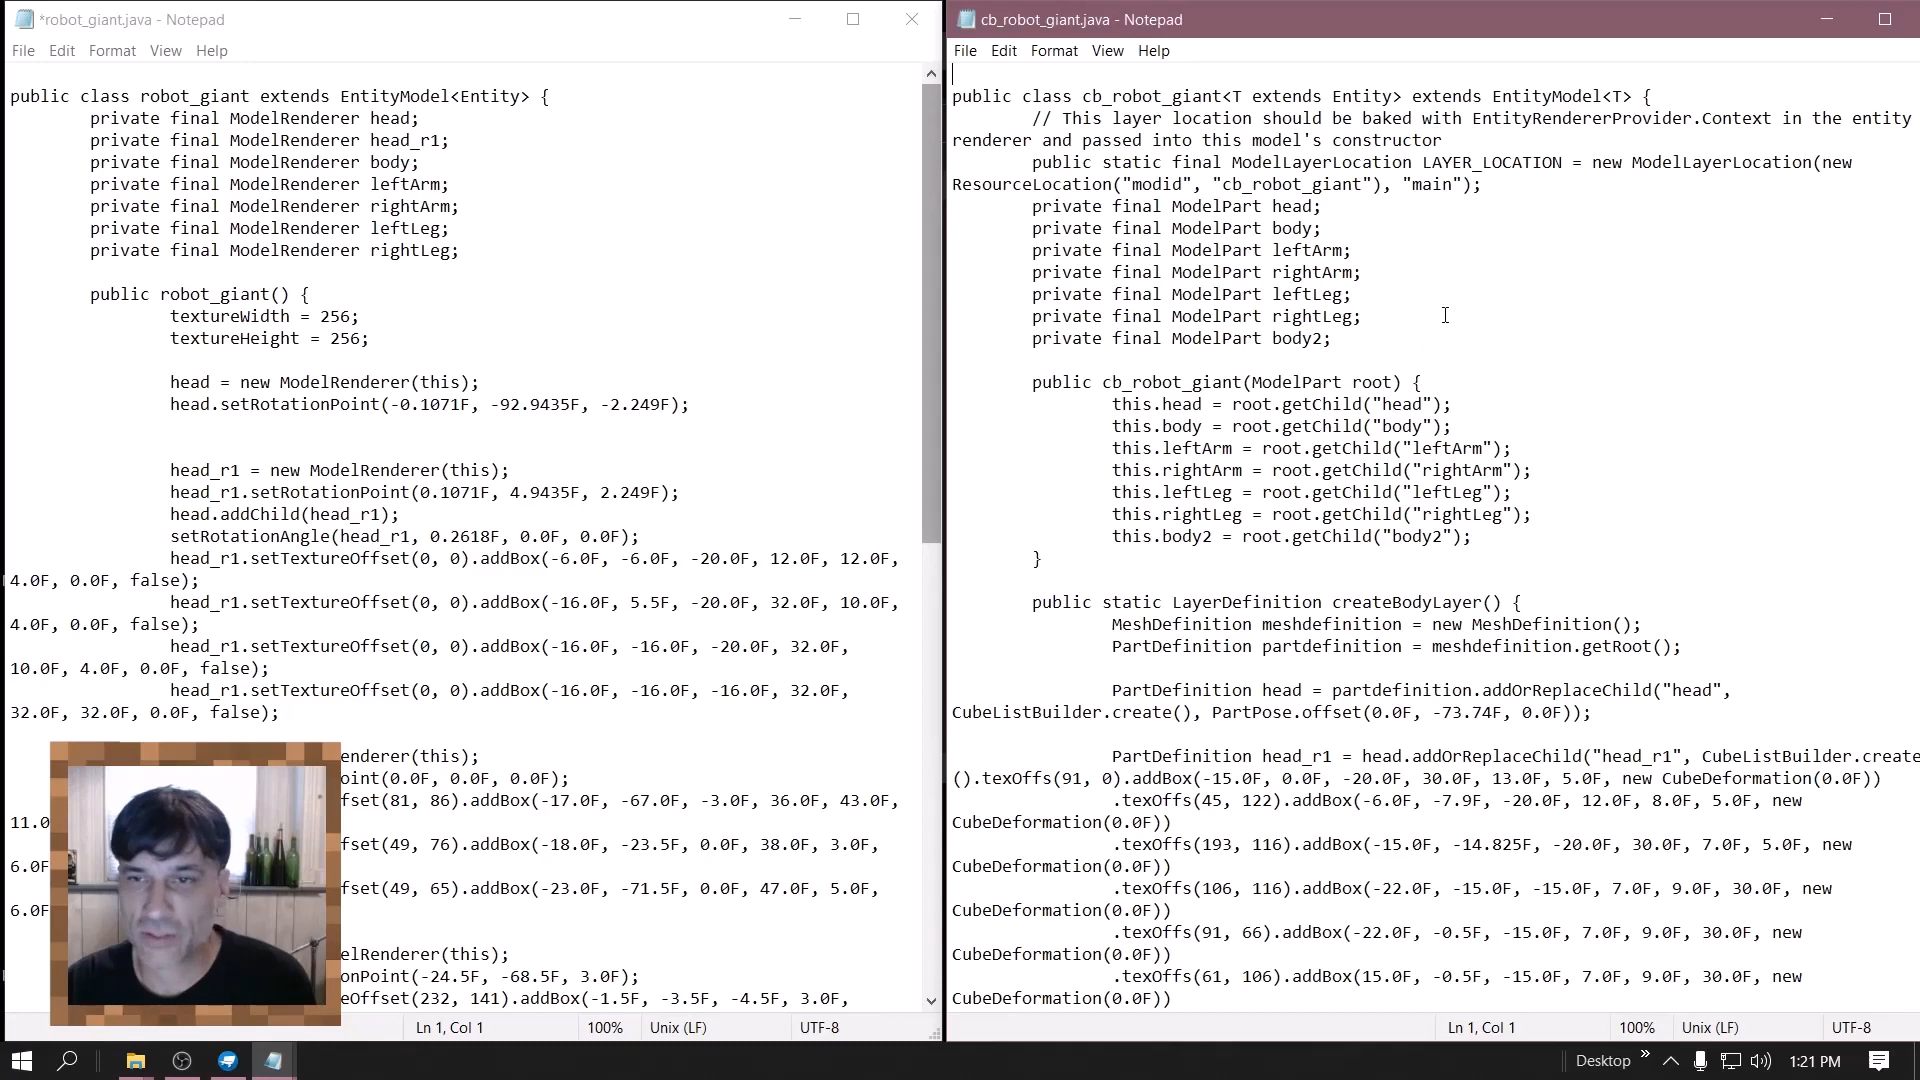 *robot_giant.java - Notepad
File Edit Format View Help
public class robot_giant extends EntityModel<Entity> {
private final ModelRenderer head;
private final ModelRenderer head_r1;
private final ModelRenderer body;
private final ModelRenderer leftArm;
private final ModelRenderer rightArm;
private final ModelRenderer leftLeg;
private final ModelRenderer rightLeg;
public robot_giant() {
textureWidth = 256;
textureHeight = 256;
head = new ModelRenderer(this);
head.setRotationPoint(-0.1071F, -92.9435F, -2.249F);
head_r1 = new ModelRenderer(this);
head_r1.setRotationPoint(0.1071F, 4.9435F, 2.249F);
head.addChild(head_r1);
setRotationAngle(head_r1, 0.2618F, 0.0F, 0.0F);
head_r1.setTextureOffset(0, 0).addBox(-6.0F, -6.0F, -20.0F, 12.0F, 12.0F,
4.0F, 0.0F, false);
head_r1.setTextureOffset(0, 0).addBox(-16.0F, 5.5F, -20.0F, 32.0F, 10.0F,
4.0F, 0.0F, false);
head_r1.setTextureOffset(0, 0).addBox(-16.0F, -16.0F, -20.0F, 32.0F,
10.0F, 4.0F, 0.0F, false);
head_r1.setTextureOffset(0, 0).addBox(-16.0F, -16.0F, -16.0F, 32.0F,
32.0F, 32.0F, 0.0F, false);
enderer(this);
oint(0.0F, 0.0F, 0.0F);
fset(81, 86).addBox(-17.0F, -67.0F, -3.0F, 36.0F, 43.0F,
11.0
fset(49, 76).addBox(-18.0F, -23.5F, 0.0F, 38.0F, 3.0F,
6.0F
fset(49, 65).addBox(-23.0F, -71.5F, 0.0F, 47.0F, 5.0F,
6.0F
elRenderer(this);
onPoint(-24.5F, -68.5F, 3.0F);
eOffset(232, 141).addBox(-1.5F, -3.5F, -4.5F, 3.0F,
Ln 1, Col 1 100% Unix (LF) UTF-8
cb_robot_giant.java - Notepad
File Edit Format View Help
public class cb_robot_giant<T extends Entity> extends EntityModel<T> {
// This layer location should be baked with EntityRendererProvider.Context in the entity
renderer and passed into this model's constructor
public static final ModelLayerLocation LAYER_LOCATION = new ModelLayerLocation(new
ResourceLocation("modid", "cb_robot_giant"), "main");
private final ModelPart head;
private final ModelPart body;
private final ModelPart leftArm;
private final ModelPart rightArm;
private final ModelPart leftLeg;
private final ModelPart rightLeg;
private final ModelPart body2;
public cb_robot_giant(ModelPart root) {
this.head = root.getChild("head");
this.body = root.getChild("body");
this.leftArm = root.getChild("leftArm");
this.rightArm = root.getChild("rightArm");
this.leftLeg = root.getChild("leftLeg");
this.rightLeg = root.getChild("rightLeg");
this.body2 = root.getChild("body2");
}
public static LayerDefinition createBodyLayer() {
MeshDefinition meshdefinition = new MeshDefinition();
PartDefinition partdefinition = meshdefinition.getRoot();
PartDefinition head = partdefinition.addOrReplaceChild("head",
CubeListBuilder.create(), PartPose.offset(0.0F, -73.74F, 0.0F));
PartDefinition head_r1 = head.addOrReplaceChild("head_r1", CubeListBuilder.create
().texOffs(91, 0).addBox(-15.0F, 0.0F, -20.0F, 30.0F, 13.0F, 5.0F, new CubeDeformation(0.0F))
.texOffs(45, 122).addBox(-6.0F, -7.9F, -20.0F, 12.0F, 8.0F, 5.0F, new
CubeDeformation(0.0F))
.texOffs(193, 116).addBox(-15.0F, -14.825F, -20.0F, 30.0F, 7.0F, 5.0F, new
CubeDeformation(0.0F))
.texOffs(106, 116).addBox(-22.0F, -15.0F, -15.0F, 7.0F, 9.0F, 30.0F, new
CubeDeformation(0.0F))
.texOffs(91, 66).addBox(-22.0F, -0.5F, -15.0F, 7.0F, 9.0F, 30.0F, new
CubeDeformation(0.0F))
.texOffs(61, 106).addBox(15.0F, -0.5F, -15.0F, 7.0F, 9.0F, 30.0F, new
CubeDeformation(0.0F))
Ln 1, Col 1 100% Unix (LF) UTF-8
Desktop 1:21 PM